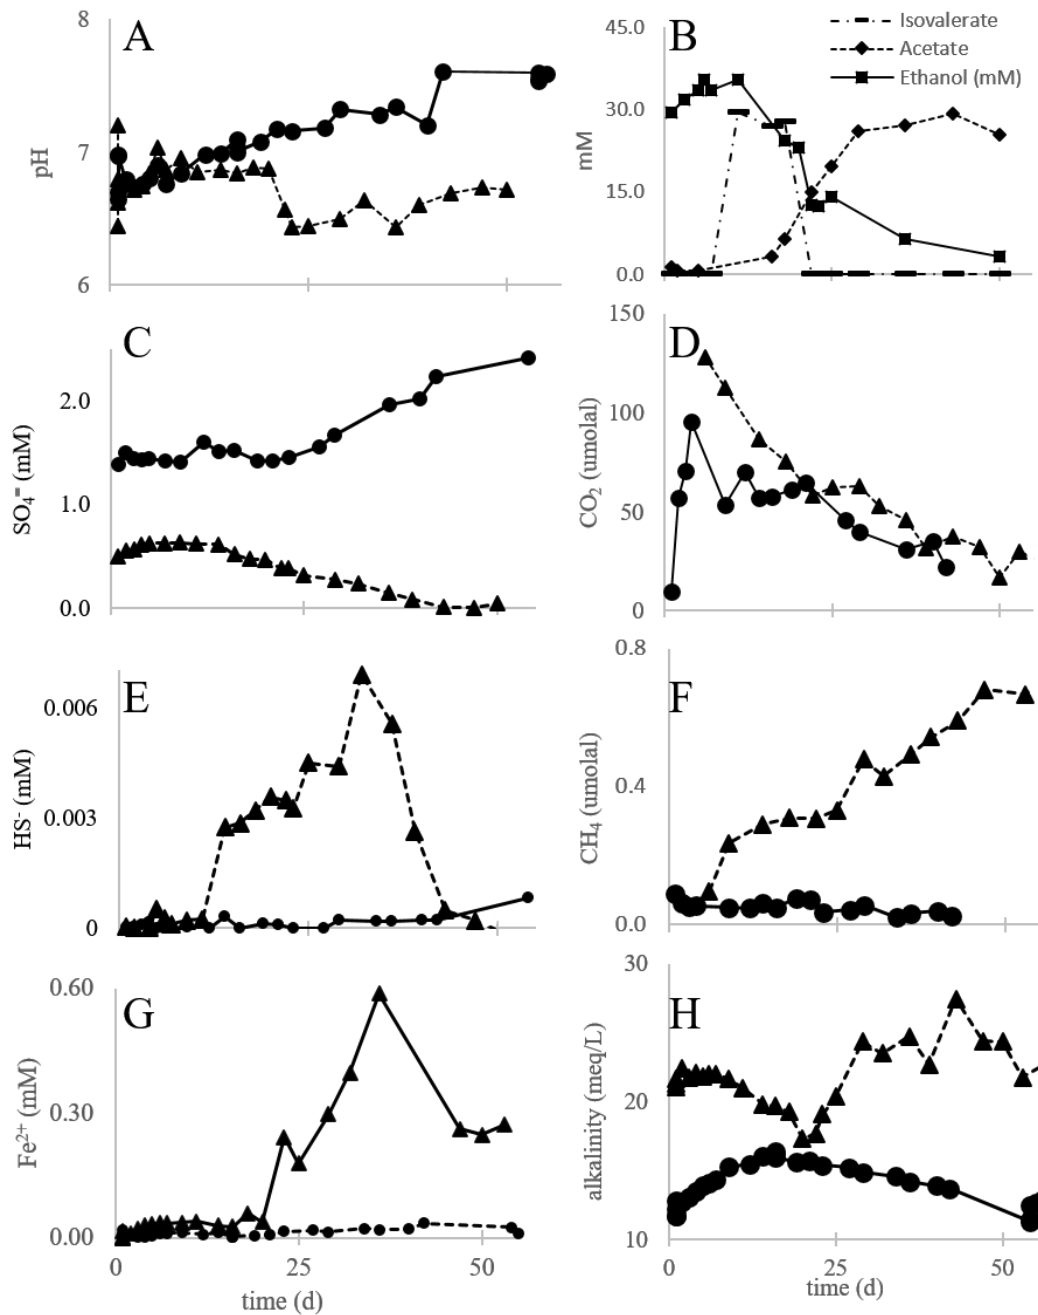 A
8
7
6
pH
B
45.0
30.0
15.0
0.0
mM
Isovalerate
Acetate
Ethanol (mM)
C
2.0
1.0
0.0
SO₄⁼ (mM)
D
150
100
50
0
CO₂ (umolal)
E
0.006
0.003
0
HS⁻ (mM)
F
0.8
0.4
0.0
CH₄ (umolal)
G
0.60
0.30
0.00
Fe²⁺ (mM)
0
25
50
time (d)
H
30
20
10
alkalinity (meq/L)
0
25
50
time (d)